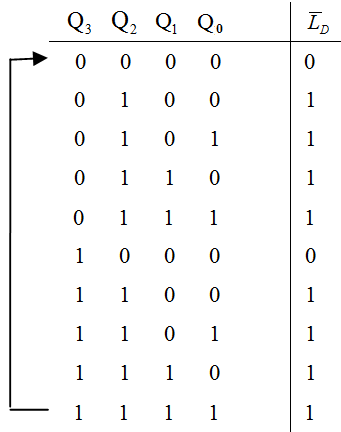 Q₃ Q₂ Q₁ Q₀ L̅_D
0 0 0 0 0
0 1 0 0 1
0 1 0 1 1
0 1 1 0 1
0 1 1 1 1
1 0 0 0 0
1 1 0 0 1
1 1 0 1 1
1 1 1 0 1
1 1 1 1 1